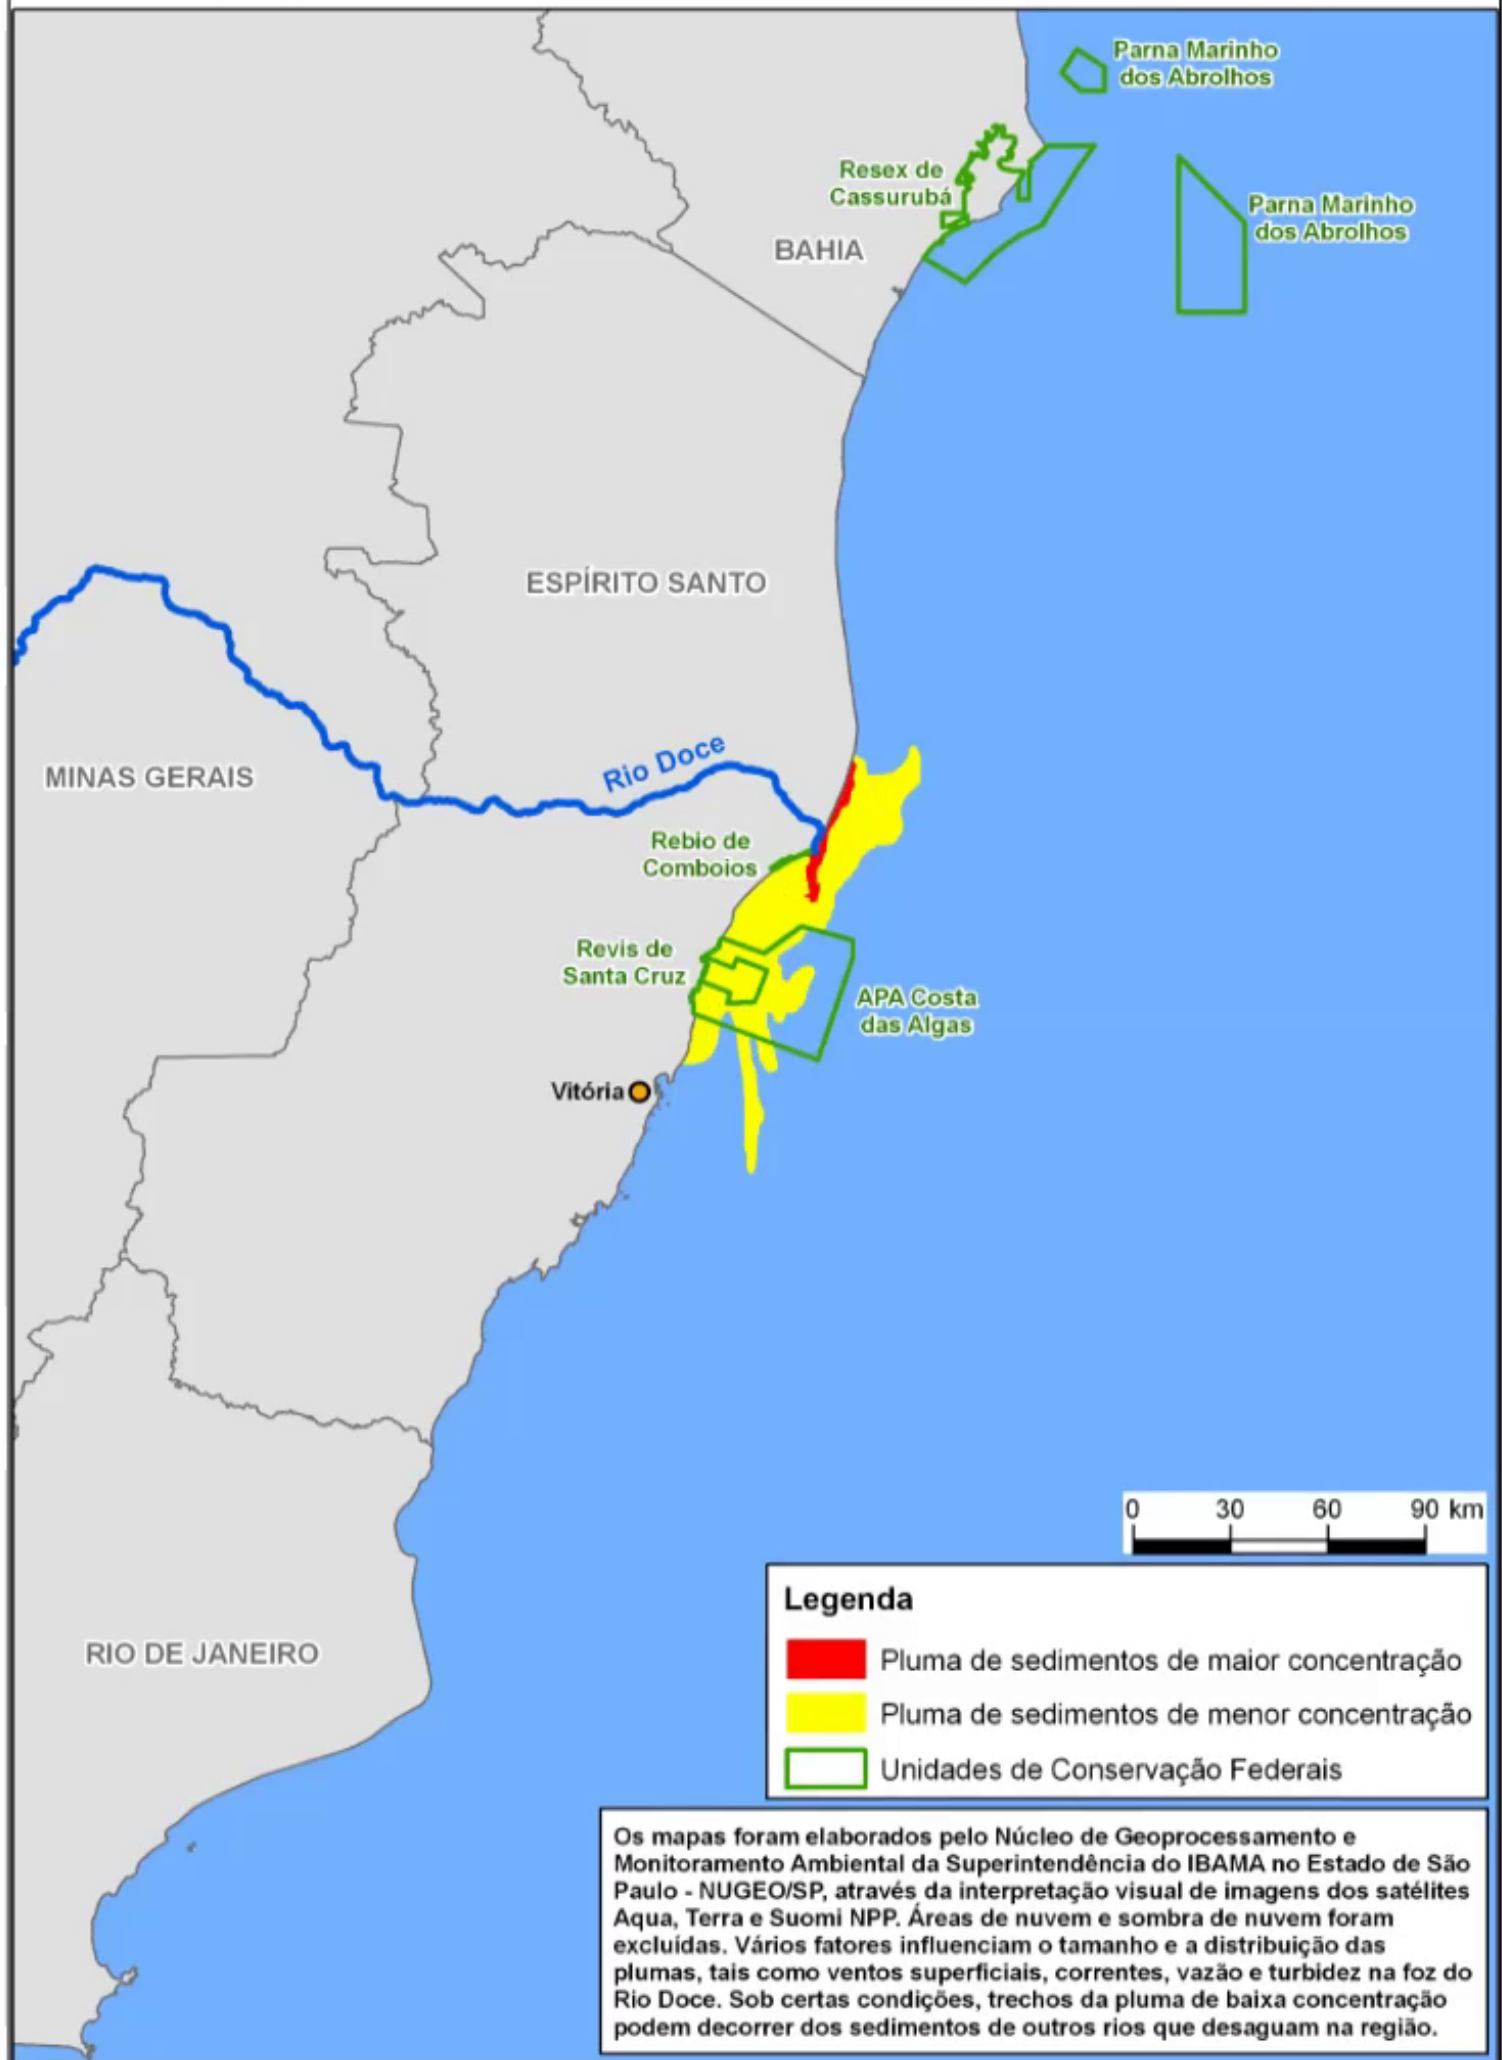 Parna Marinho
dos Abrolhos
Resex de
Cassurubá
Parna Marinho
dos Abrolhos
BAHIA
ESPÍRITO SANTO
MINAS GERAIS
Rio Doce
Rebio de
Comboios
Revis de
Santa Cruz
APA Costa
das Algas
Vitória
0 30 60 90 km
RIO DE JANEIRO
Legenda
Pluma de sedimentos de maior concentração
Pluma de sedimentos de menor concentração
Unidades de Conservação Federais
Os mapas foram elaborados pelo Núcleo de Geoprocessamento e
Monitoramento Ambiental da Superintendência do IBAMA no Estado de São
Paulo - NUGEO/SP, através da interpretação visual de imagens dos satélites
Aqua, Terra e Suomi NPP. Áreas de nuvem e sombra de nuvem foram
excluídas. Vários fatores influenciam o tamanho e a distribuição das
plumas, tais como ventos superficiais, correntes, vazão e turbidez na foz do
Rio Doce. Sob certas condições, trechos da pluma de baixa concentração
podem decorrer dos sedimentos de outros rios que desaguam na região.